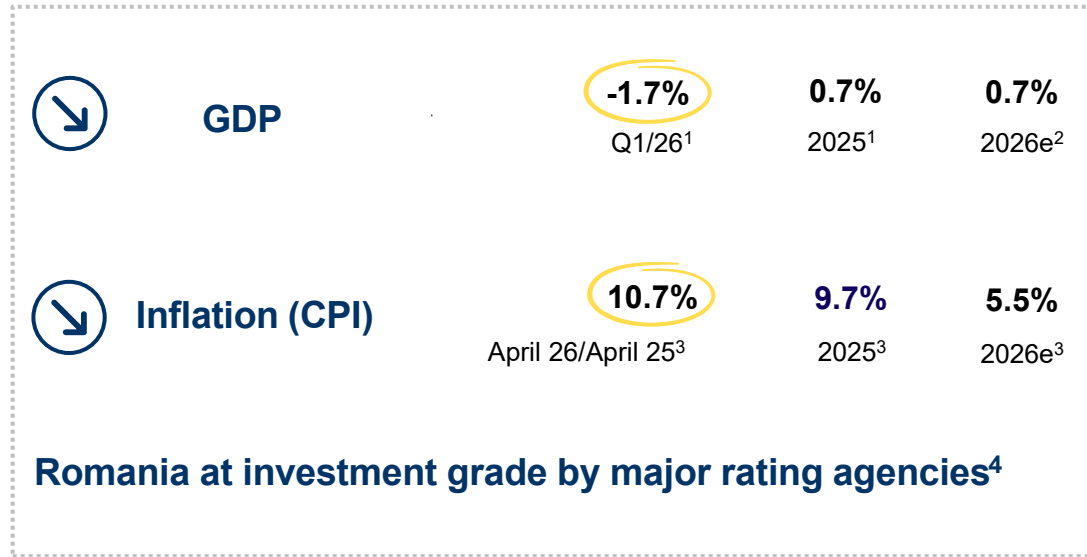 GDP
-1.7% 0.7% 0.7%
Q1/26¹ 2025¹ 2026e²
Inflation (CPI)
10.7% 9.7% 5.5%
April 26/April 25³ 2025³ 2026e³
Romania at investment grade by major rating agencies⁴